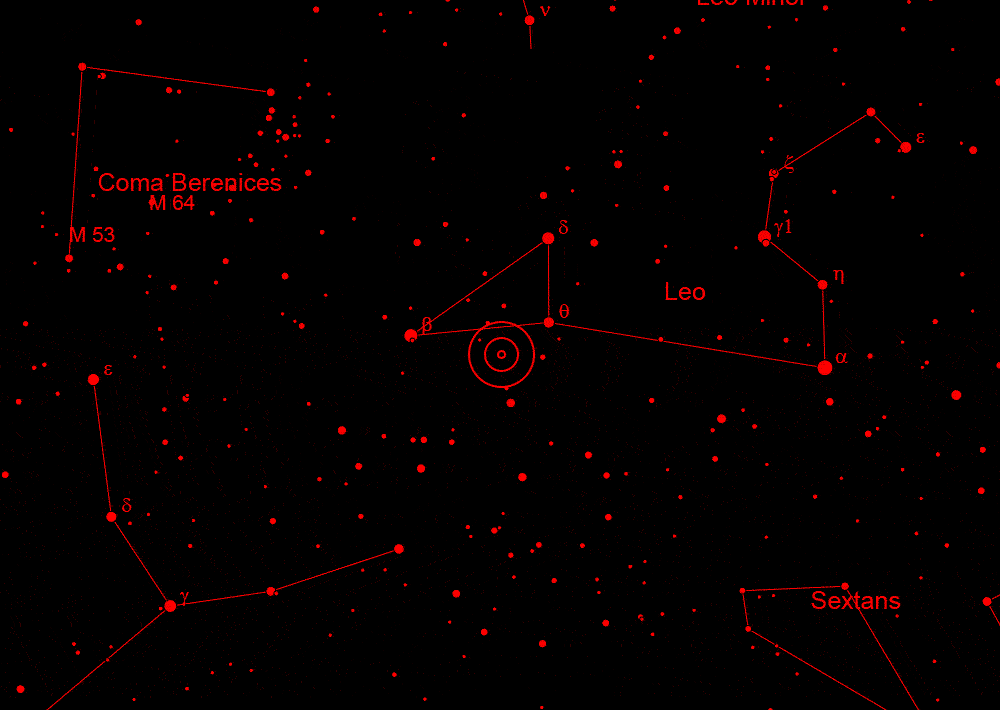 Leo Minor
ν
ε
ζ
Coma Berenices
M 64
γ1
δ
M 53
η
Leo
θ
β
α
ε
δ
γ
Sextans